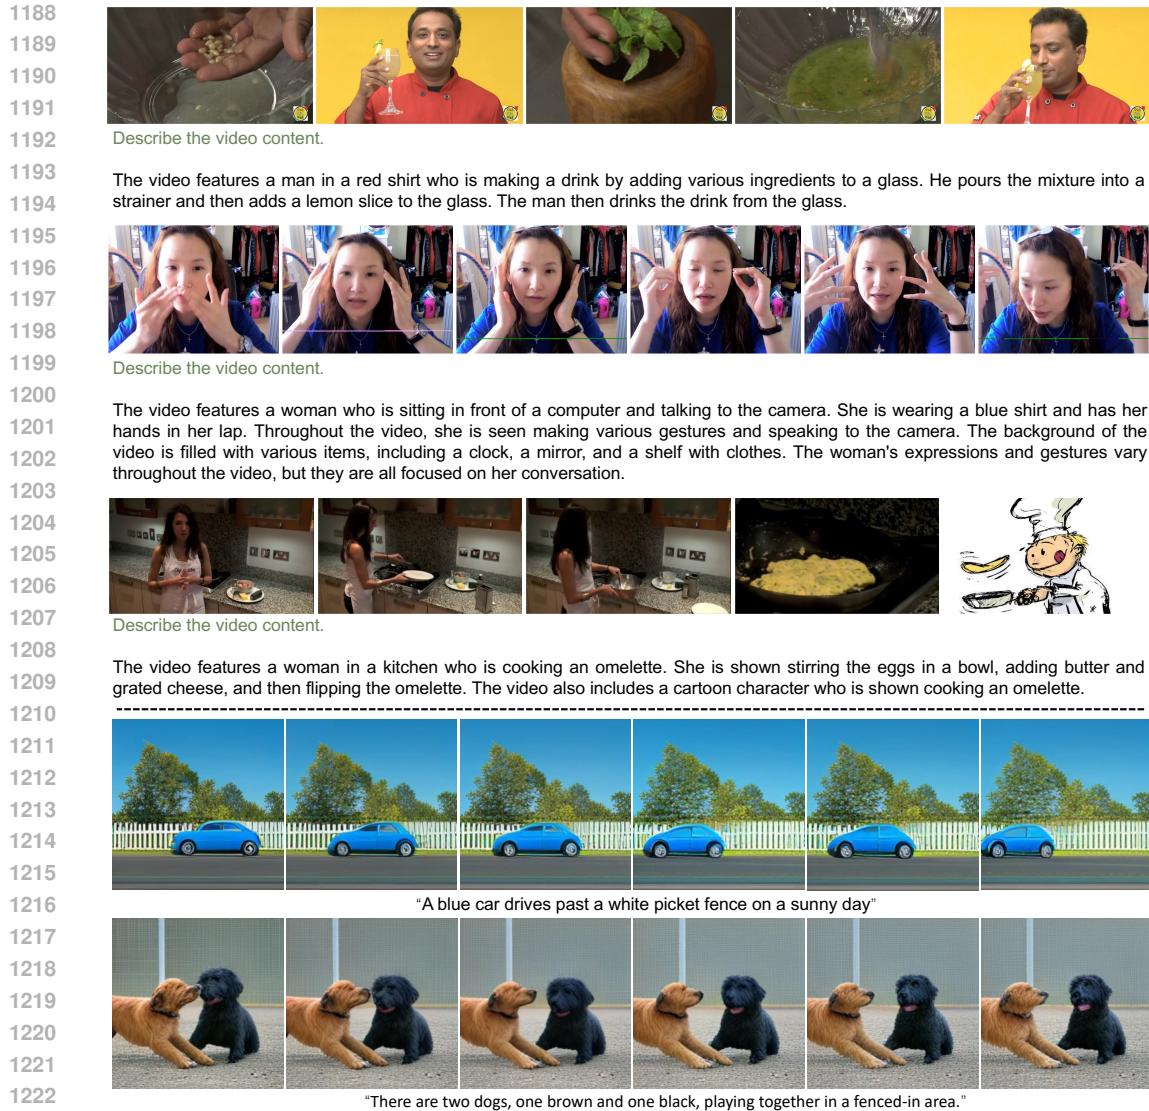 1188
1189
1190
1191
1192
1193
1194
1195
1196
1197
1198
1199
1200
1201
1202
1203
1204
1205
1206
1207
1208
1209
1210
1211
1212
1213
1214
1215
1216
1217
1218
1219
1220
1221
1222
Describe the video content.
The video features a man in a red shirt who is making a drink by adding various ingredients to a glass. He pours the mixture into a
strainer and then adds a lemon slice to the glass. The man then drinks the drink from the glass.
Describe the video content.
The video features a woman who is sitting in front of a computer and talking to the camera. She is wearing a blue shirt and has her
hands in her lap. Throughout the video, she is seen making various gestures and speaking to the camera. The background of the
video is filled with various items, including a clock, a mirror, and a shelf with clothes. The woman's expressions and gestures vary
throughout the video, but they are all focused on her conversation.
Describe the video content.
The video features a woman in a kitchen who is cooking an omelette. She is shown stirring the eggs in a bowl, adding butter and
grated cheese, and then flipping the omelette. The video also includes a cartoon character who is shown cooking an omelette.
“A blue car drives past a white picket fence on a sunny day”
“There are two dogs, one brown and one black, playing together in a fenced-in area.”